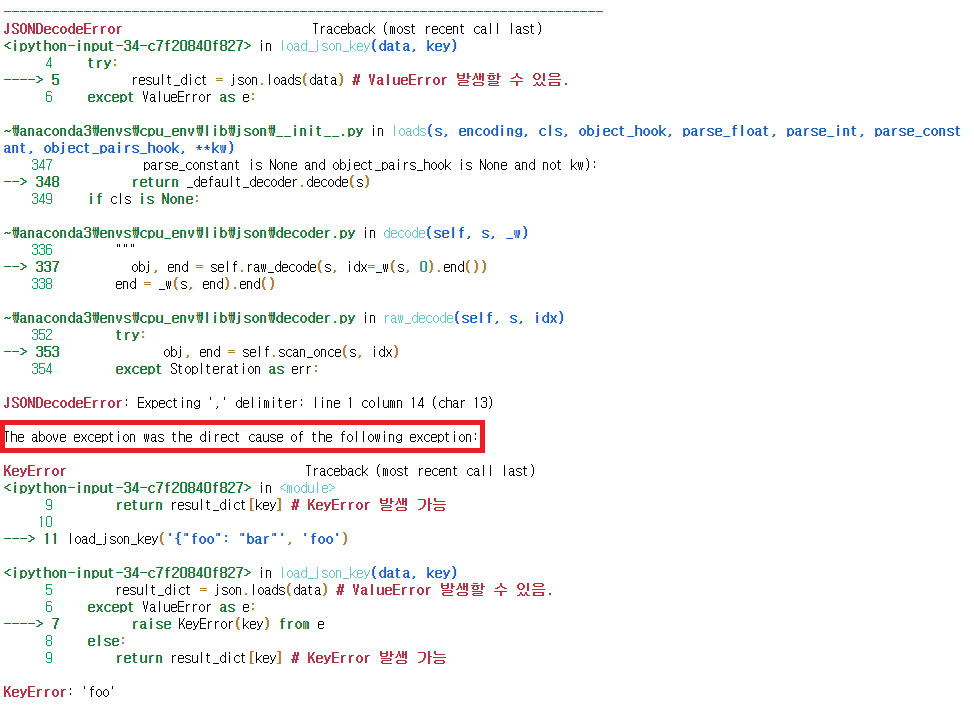 ---------------------------------------------------------------------------
JSONDecodeError                           Traceback (most recent call last)
<ipython-input-34-c7f20840f827> in load_json_key(data, key)
      4     try:
----> 5         result_dict = json.loads(data) # ValueError 발생할 수 있음.
      6     except ValueError as e:
~₩anaconda3₩envs₩cpu_env₩lib₩json₩__init__.py in loads(s, encoding, cls, object_hook, parse_float, parse_int, parse_const
ant, object_pairs_hook, **kw)
    347             parse_constant is None and object_pairs_hook is None and not kw):
--> 348         return _default_decoder.decode(s)
    349     if cls is None:
~₩anaconda3₩envs₩cpu_env₩lib₩json₩decoder.py in decode(self, s, _w)
    336         """
--> 337         obj, end = self.raw_decode(s, idx=_w(s, 0).end())
    338         end = _w(s, end).end()
~₩anaconda3₩envs₩cpu_env₩lib₩json₩decoder.py in raw_decode(self, s, idx)
    352         try:
--> 353             obj, end = self.scan_once(s, idx)
    354         except StopIteration as err:
JSONDecodeError: Expecting ',' delimiter: line 1 column 14 (char 13)
The above exception was the direct cause of the following exception:
KeyError                                  Traceback (most recent call last)
<ipython-input-34-c7f20840f827> in <module>
      9         return result_dict[key] # KeyError 발생 가능
     10
---> 11 load_json_key('{"foo": "bar"', 'foo')
<ipython-input-34-c7f20840f827> in load_json_key(data, key)
      5         result_dict = json.loads(data) # ValueError 발생할 수 있음.
      6     except ValueError as e:
----> 7         raise KeyError(key) from e
      8     else:
      9         return result_dict[key] # KeyError 발생 가능
KeyError: 'foo'